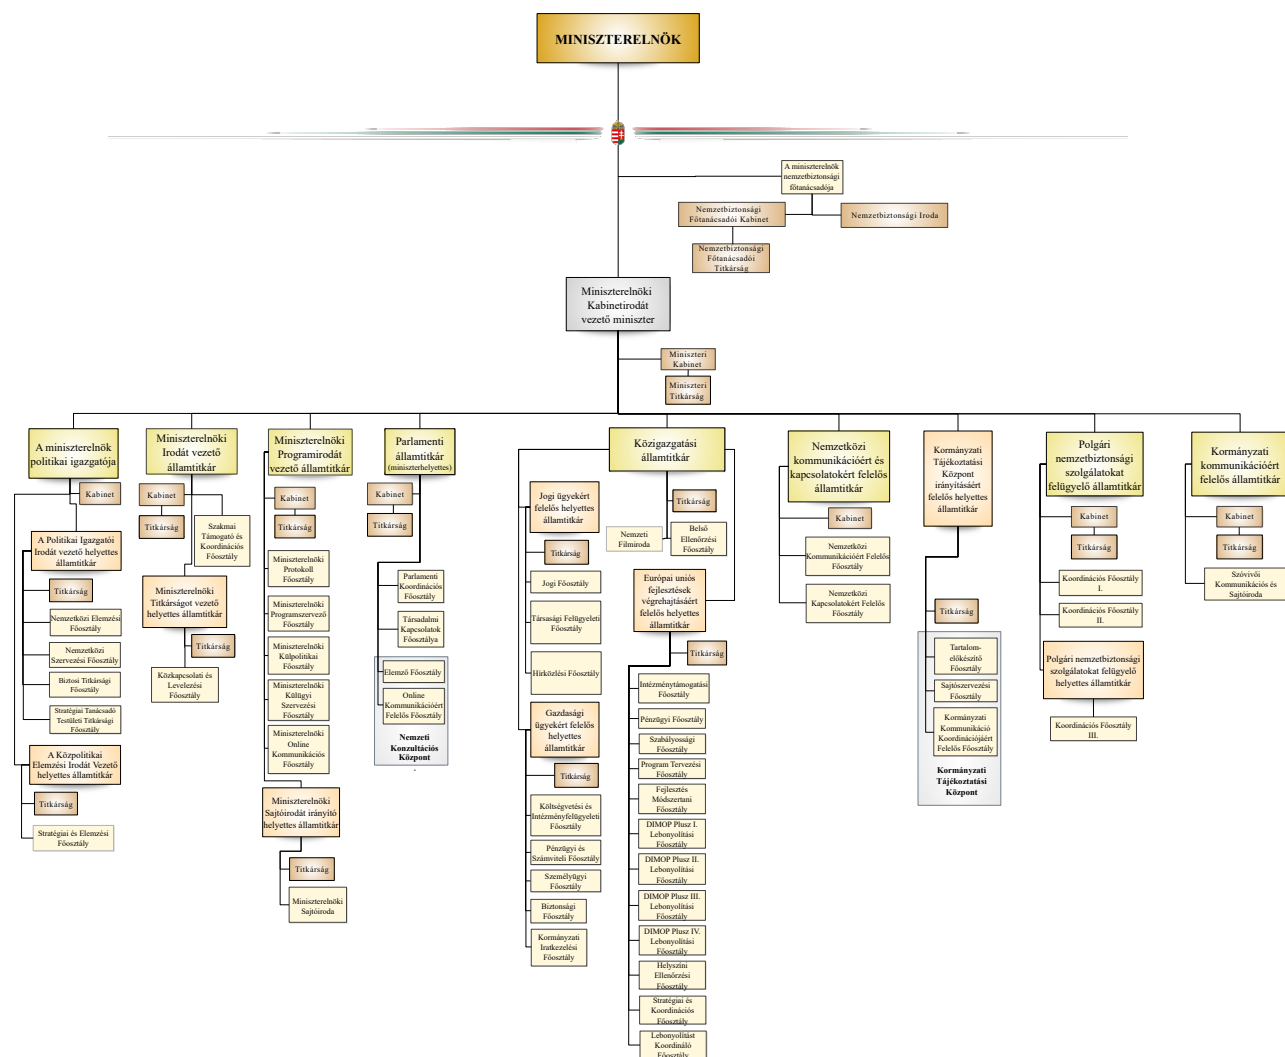 MINISZTERELNÖK
A miniszterelnök
nemzetbiztonsági
főtanácsadója
Nemzetbiztonsági
Főtanácsadói Kabinet
Nemzetbiztonsági Iroda
Nemzetbiztonsági
Főtanácsadói
Titkárság
Miniszterelnöki
Kabinetirodát
vezető miniszter
Miniszteri
Kabinet
Miniszteri
Titkárság
A miniszterelnök
politikai igazgatója
Kabinet
A Politikai Igazgatói
Irodát vezető helyettes
államtitkár
Titkárság
Nemzetközi Elemzési
Főosztály
Nemzetközi
Szervezési Főosztály
Biztosi Titkársági
Főosztály
Stratégiai Tanácsadó
Testületi Titkársági
Főosztály
A Közpolitikai
Elemzési Irodát Vezető
helyettes államtitkár
Titkárság
Stratégiai és Elemzési
Főosztály
Miniszterelnöki
Irodát vezető
államtitkár
Kabinet
Titkárság
Szakmai
Támogató és
Koordinációs
Főosztály
Miniszterelnöki
Titkárságot vezető
helyettes államtitkár
Titkárság
Közkapcsolati és
Levelezési
Főosztály
Miniszterelnöki
Programirodát
vezető államtitkár
Kabinet
Titkárság
Miniszterelnöki
Protokoll
Főosztály
Miniszterelnöki
Programszervező
Főosztály
Miniszterelnöki
Külpolitikai
Főosztály
Miniszterelnöki
Külügyi
Szervezési
Főosztály
Miniszterelnöki
Online
Kommunikációs
Főosztály
Miniszterelnöki
Sajtóirodát irányító
helyettes államtitkár
Titkárság
Miniszterelnöki
Sajtóiroda
Parlamenti
államtitkár
(miniszterhelyettes)
Kabinet
Titkárság
Parlamenti
Koordinációs
Főosztály
Társadalmi
Kapcsolatok
Főosztálya
Elemző Főosztály
Online
Kommunikációért
Felelős Főosztály
Nemzeti
Konzultációs
Központ
Közigazgatási
államtitkár
Titkárság
Nemzeti
Filmiroda
Belső
Ellenőrzési
Főosztály
Jogi ügyekért
felelős helyettes
államtitkár
Titkárság
Jogi Főosztály
Társasági Felügyeleti
Főosztály
Hírközlési Főosztály
Gazdasági
ügyekért felelős
helyettes
államtitkár
Titkárság
Költségvetési és
Intézményfelügyeleti
Főosztály
Pénzügyi és
Számviteli Főosztály
Személyügyi
Főosztály
Biztonsági
Főosztály
Kormányzati
Iratkezelési
Főosztály
Európai uniós
fejlesztések
végrehajtásáért
felelős helyettes
államtitkár
Titkárság
Intézménytámogatási
Főosztály
Pénzügyi Főosztály
Szabályossági
Főosztály
Program Tervezési
Főosztály
Fejlesztés
Módszertani
Főosztály
DIMOP Plusz I.
Lebonyolítási
Főosztály
DIMOP Plusz II.
Lebonyolítási
Főosztály
DIMOP Plusz III.
Lebonyolítási
Főosztály
DIMOP Plusz IV.
Lebonyolítási
Főosztály
Helyszíni
Ellenőrzési
Főosztály
Stratégiai és
Koordinációs
Főosztály
Lebonyolítást
Koordináló
Főosztály
Nemzetközi
kommunikációért és
kapcsolatokért felelős
államtitkár
Kabinet
Nemzetközi
Kommunikációért Felelős
Főosztály
Nemzetközi
Kapcsolatokért Felelős
Főosztály
Kormányzati
Tájékoztatási
Központ
irányításáért
felelős helyettes
államtitkár
Titkárság
Tartalom-
előkészítő
Főosztály
Sajtószervezési
Főosztály
Kormányzati
Kommunikáció
Koordinációjáért
Felelős Főosztály
Kormányzati
Tájékoztatási
Központ
Polgári
nemzetbiztonsági
szolgálatokat
felügyelő államtitkár
Kabinet
Titkárság
Koordinációs Főosztály
I.
Koordinációs Főosztály
II.
Polgári nemzetbiztonsági
szolgálatokat felügyelő
helyettes államtitkár
Koordinációs Főosztály
III.
Kormányzati
kommunikációért
felelős államtitkár
Kabinet
Titkárság
Szóvivői
Kommunikációs és
Sajtóiroda